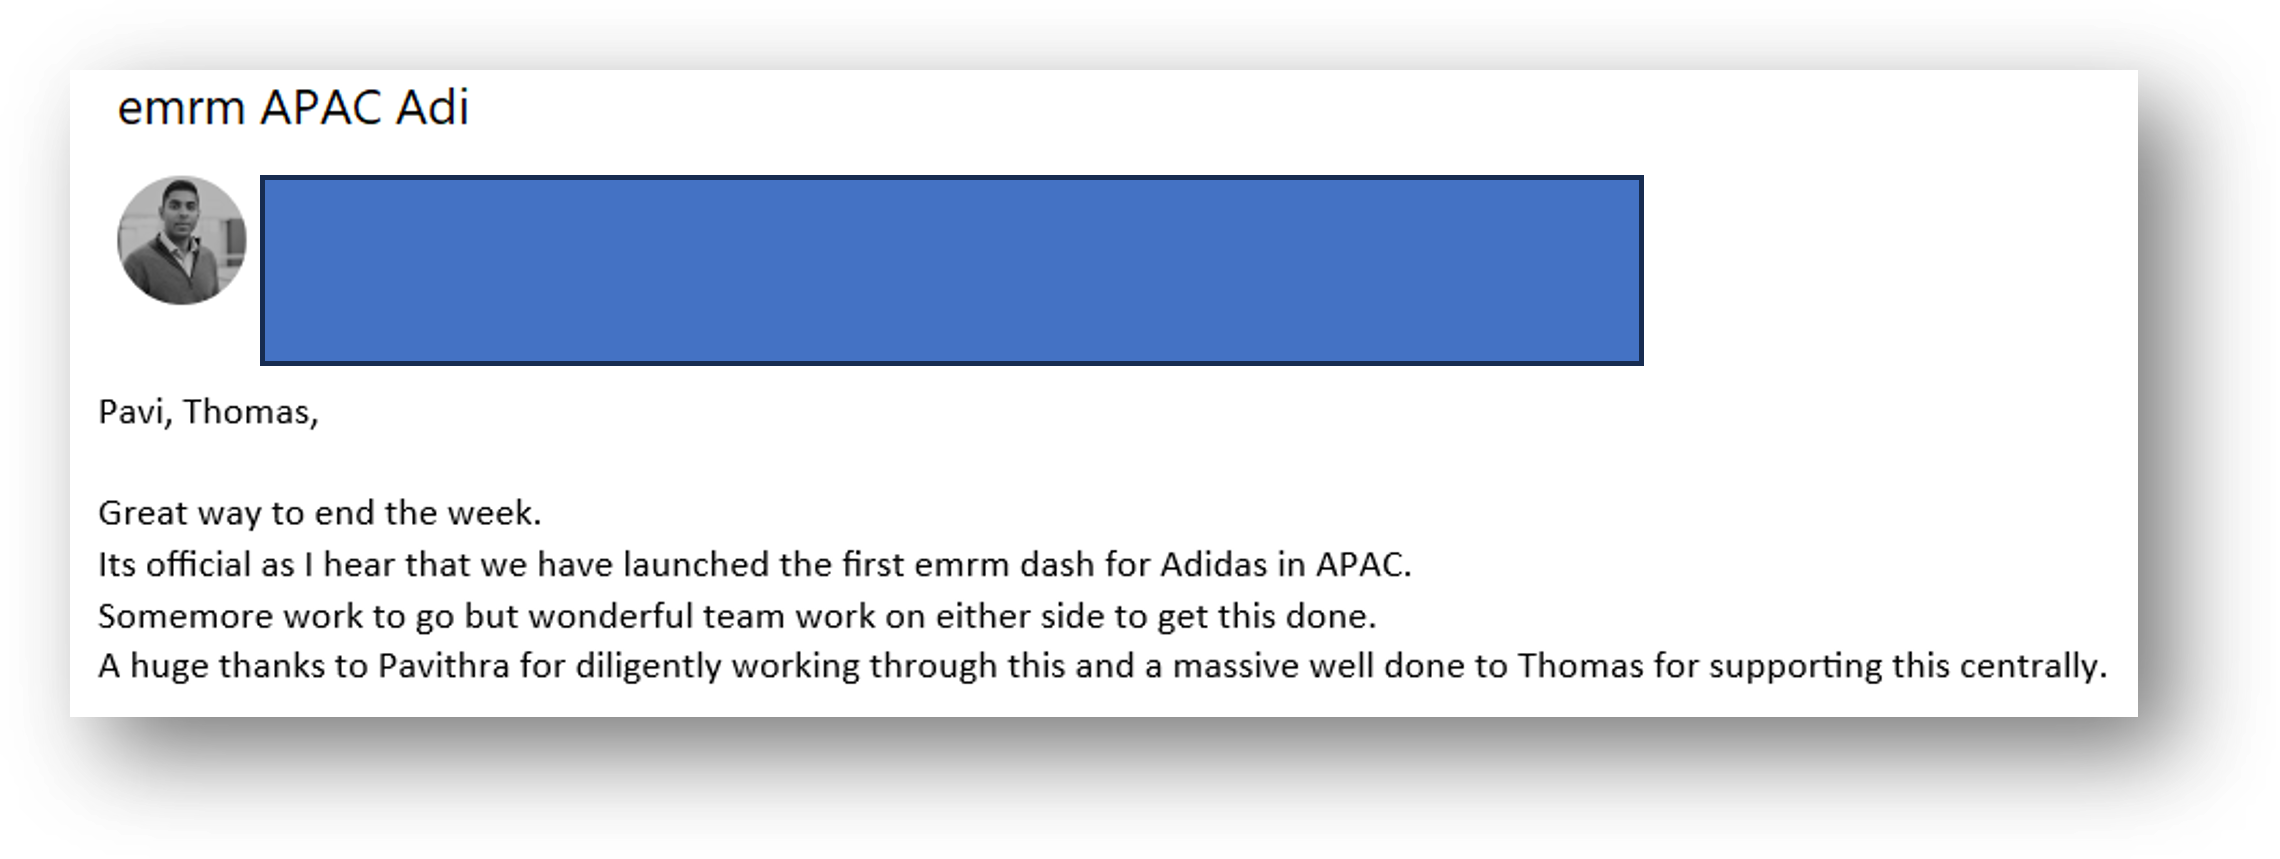 emrm APAC Adi
Pavi, Thomas,
Great way to end the week.
Its official as I hear that we have launched the first emrm dash for Adidas in APAC.
Somemore work to go but wonderful team work on either side to get this done.
A huge thanks to Pavithra for diligently working through this and a massive well done to Thomas for supporting this centrally.